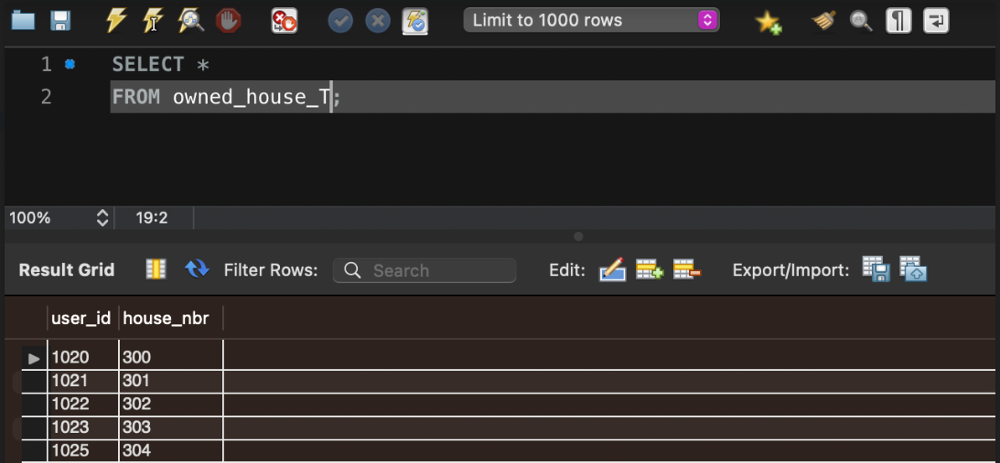 Limit to 1000 rows
1 SELECT *
2 FROM owned_house_T;
100% 19:2
Result Grid Filter Rows: Search Edit: Export/Import:
user_id house_nbr
1020 300
1021 301
1022 302
1023 303
1025 304